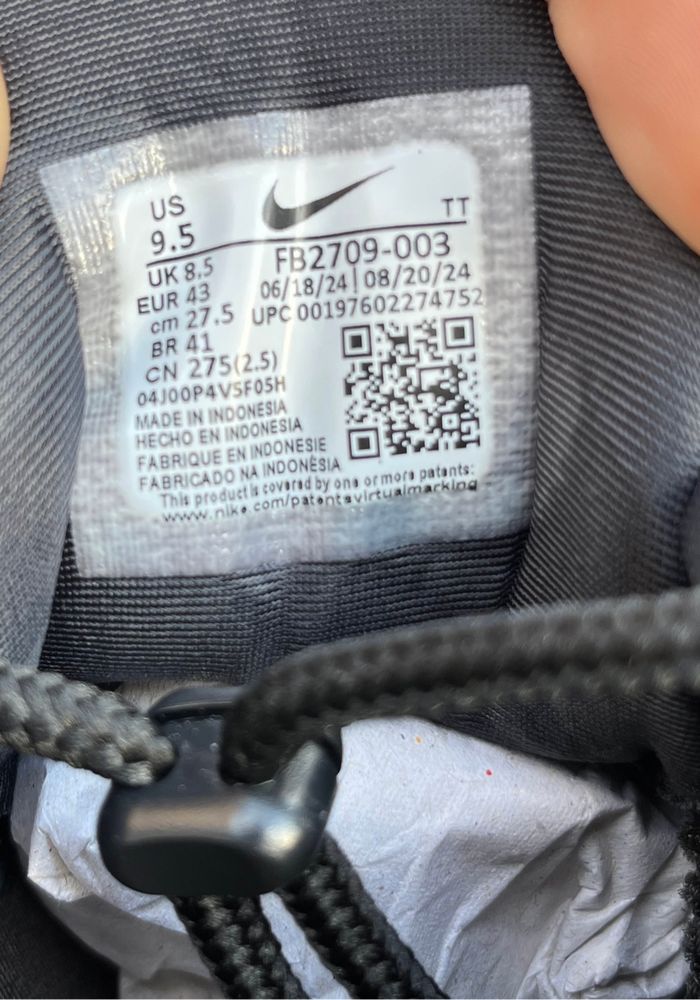 US
TT
9.5
FB2709-003
UK 8,5
06/18/24 | 08/20/24
EUR 43
UPC 00197602274752
cm 27.5
BR 41
CN 275(2.5)
04J00P4V5F05H
MADE IN INDONESIA
HECHO EN INDONESIA
FABRIQUE EN INDONESIE
FABRICADO NA INDONÉSIA
This product is covered by one or more patents:
www.nike.com/patentsvirtualmarking